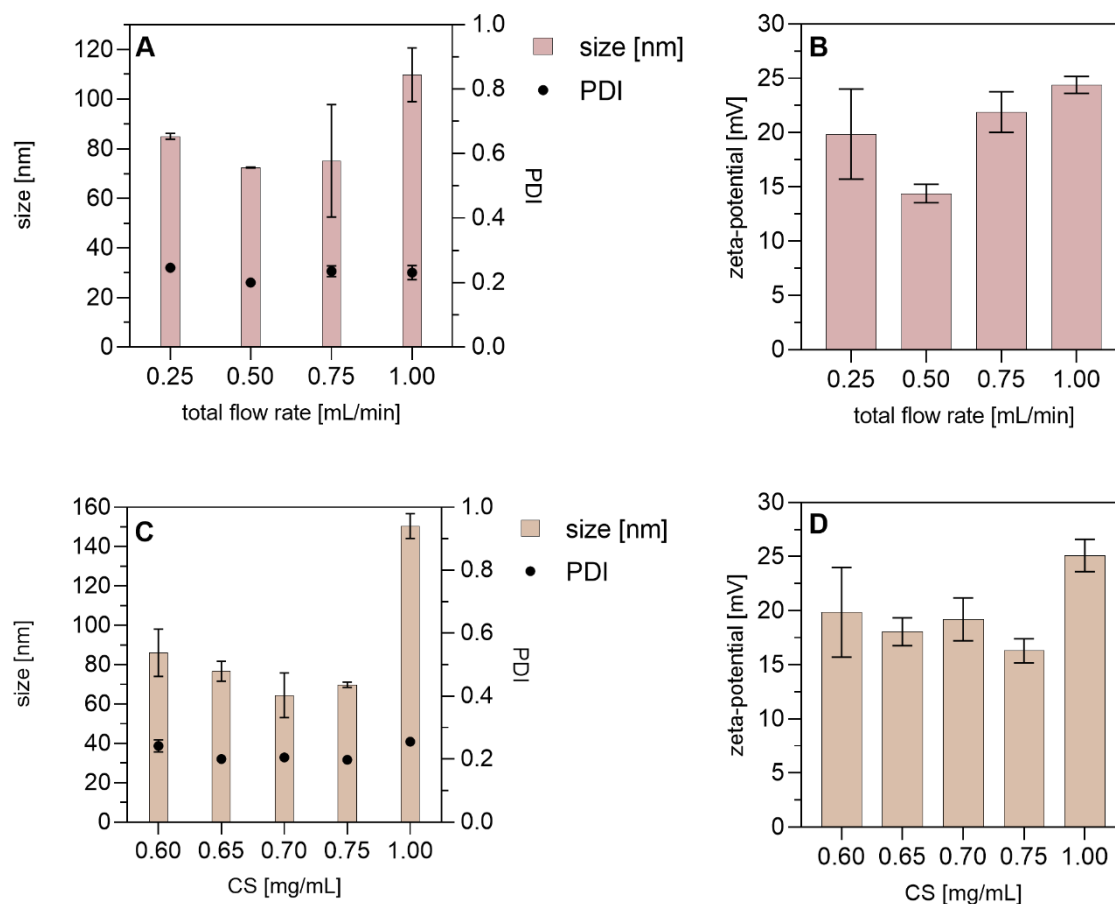 A
size [nm]
PDI
120
100
80
60
40
20
0
1.0
0.8
0.6
0.4
0.2
0.0
size [nm]
PDI
0.25 0.50 0.75 1.00
total flow rate [mL/min]
B
30
25
20
15
10
5
0
zeta-potential [mV]
0.25 0.50 0.75 1.00
total flow rate [mL/min]
C
size [nm]
PDI
160
140
120
100
80
60
40
20
0
1.0
0.8
0.6
0.4
0.2
0.0
size [nm]
PDI
0.60 0.65 0.70 0.75 1.00
CS [mg/mL]
D
30
25
20
15
10
5
0
zeta-potential [mV]
0.60 0.65 0.70 0.75 1.00
CS [mg/mL]